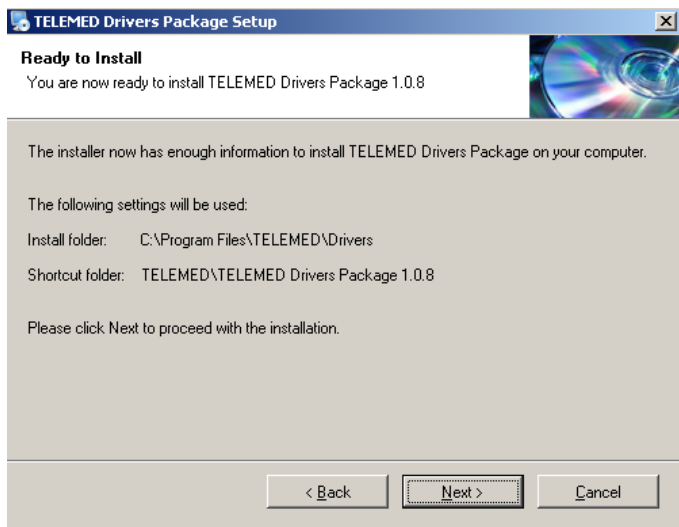 TELEMED Drivers Package Setup
Ready to Install
You are now ready to install TELEMED Drivers Package 1.0.8
The installer now has enough information to install TELEMED Drivers Package on your computer.
The following settings will be used:
Install folder: C:\Program Files\TELEMED\Drivers
Shortcut folder: TELEMED\TELEMED Drivers Package 1.0.8
Please click Next to proceed with the installation.
< Back Next > Cancel